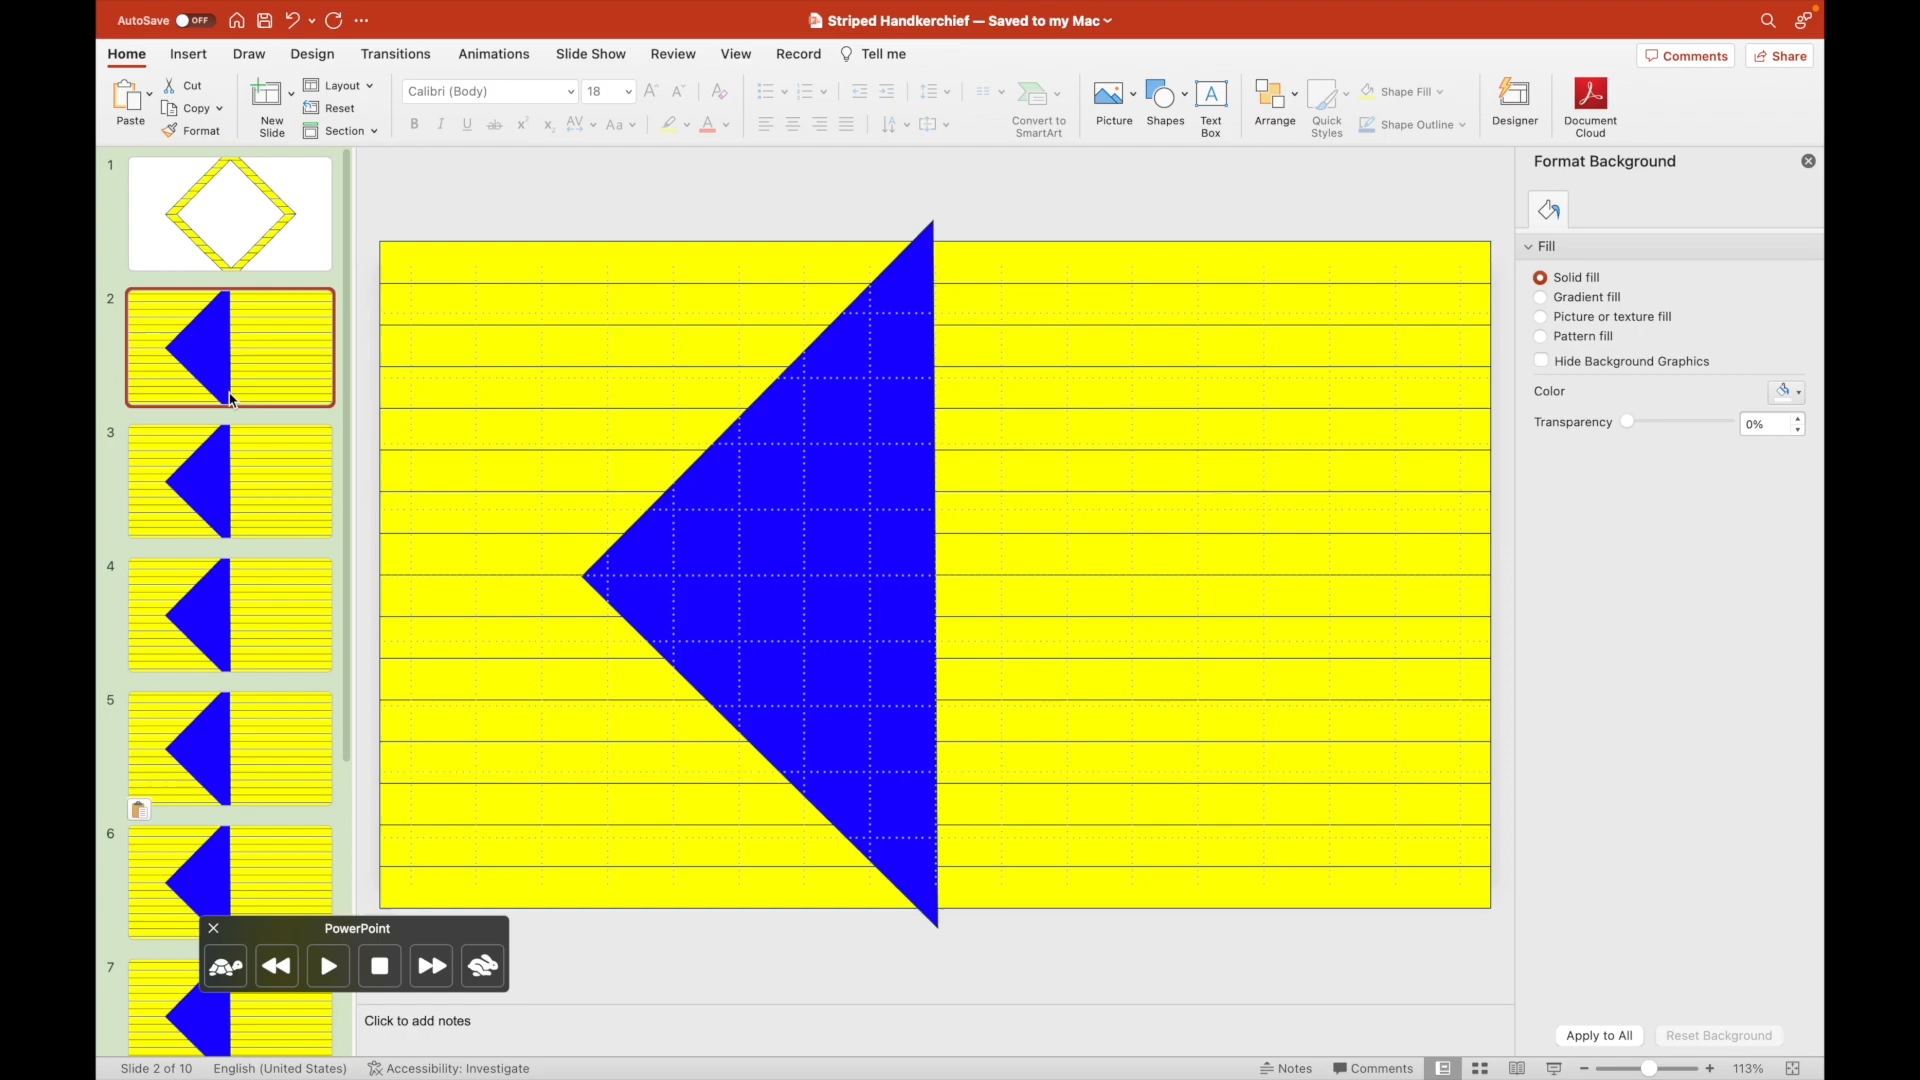 AutoSave OFF
Striped Handkerchief — Saved to my Mac
Home Insert Draw Design Transitions Animations Slide Show Review View Record Tell me
Comments Share
Paste
Cut
Copy
Format
New
Slide
Layout
Reset
Section
Calibri (Body) 18
Convert to
SmartArt
Picture
Shapes
Text
Box
Arrange
Quick
Styles
Shape Fill
Shape Outline
Designer
Document
Cloud
1
2
3
4
5
6
7
Format Background
Fill
Solid fill
Gradient fill
Picture or texture fill
Pattern fill
Hide Background Graphics
Color
Transparency 0%
PowerPoint
Click to add notes
Apply to All Reset Background
Slide 2 of 10 English (United States) Accessibility: Investigate Notes Comments 113%